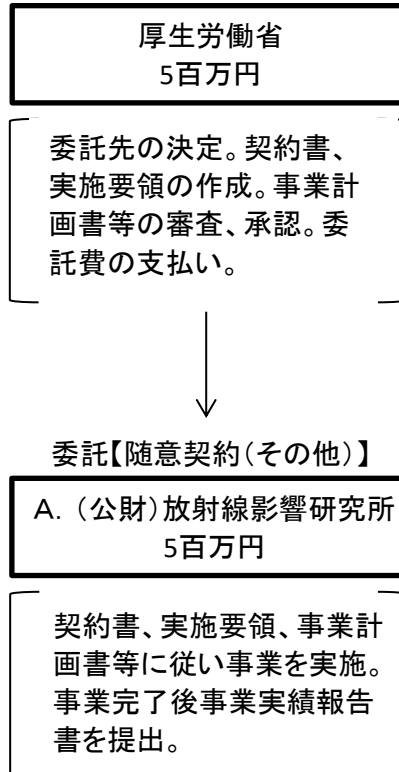 厚生労働省
5百万円
委託先の決定。契約書、
実施要領の作成。事業計
画書等の審査、承認。委
託費の支払い。
委託【随意契約(その他)】
A. (公財)放射線影響研究所
5百万円
契約書、実施要領、事業計
画書等に従い事業を実施。
事業完了後事業実績報告
書を提出。